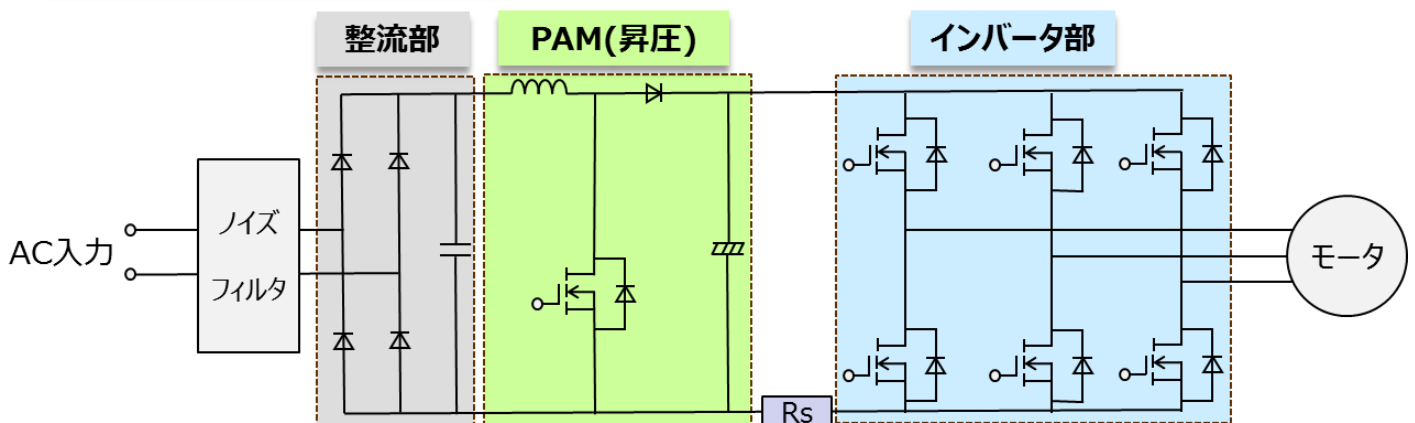 整流部
PAM(昇圧)
インバータ部
AC入力
ノイズ
フィルタ
モータ
Rs